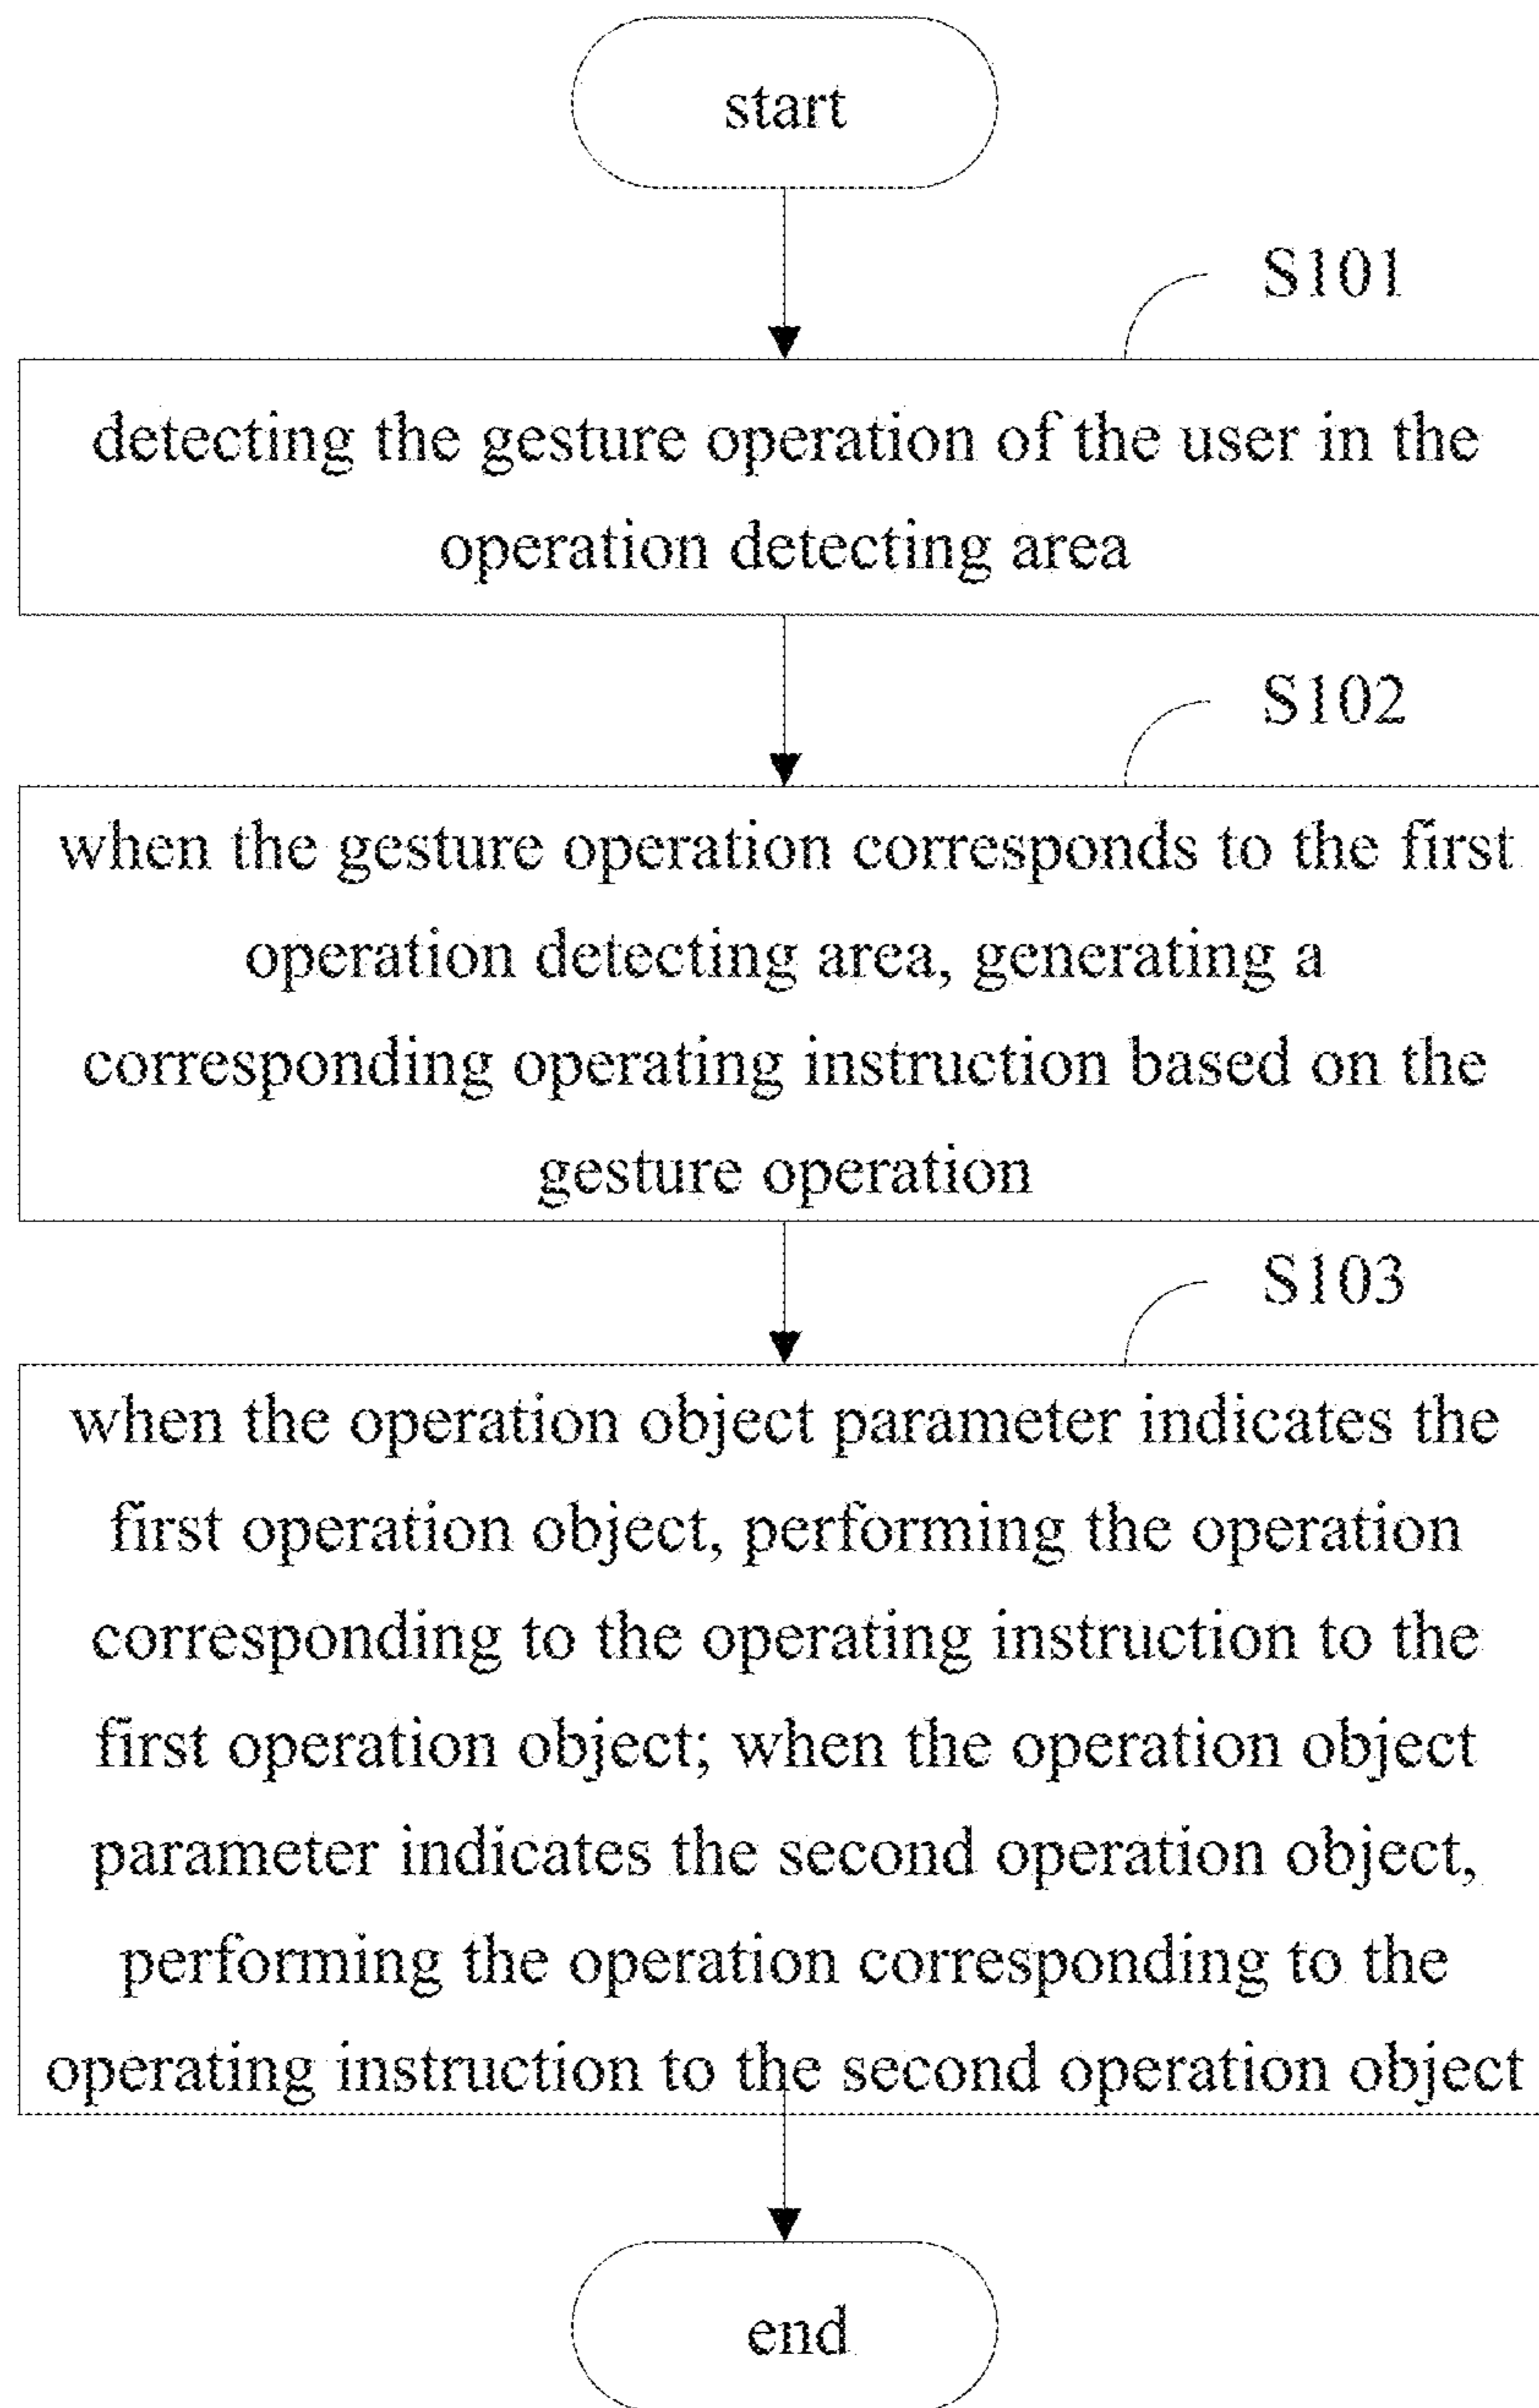 start
S101
detecting the gesture operation of the user in the
operation detecting area
S102
when the gesture operation corresponds to the first
operation detecting area, generating a
corresponding operating instruction based on the
gesture operation
S103
when the operation object parameter indicates the
first operation object, performing the operation
corresponding to the operating instruction to the
first operation object; when the operation object
parameter indicates the second operation object,
performing the operation corresponding to the
operating instruction to the second operation object
end